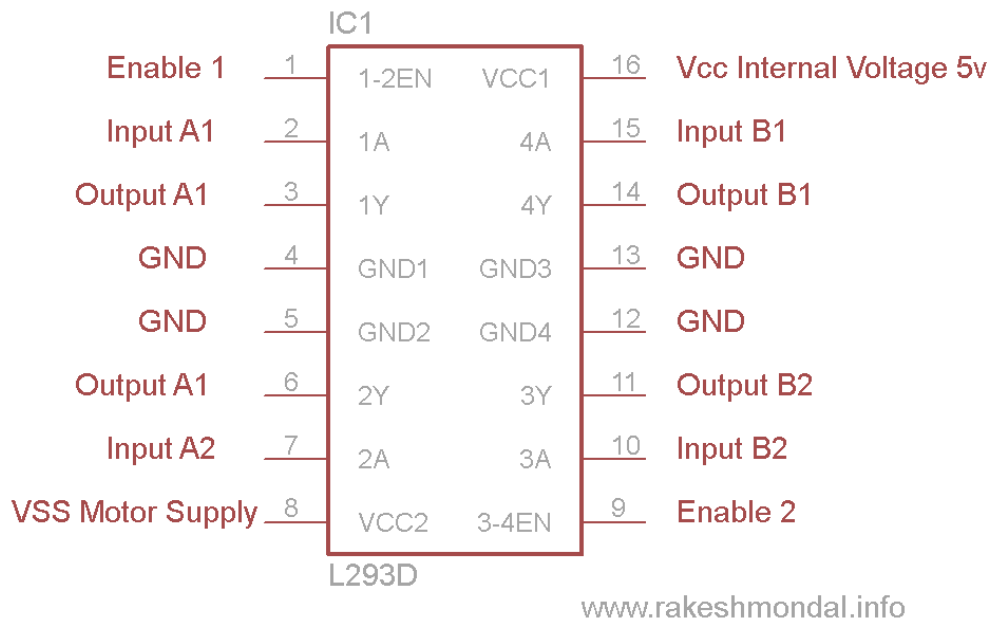 IC1
Enable 1 1 1-2EN VCC1 16 Vcc Internal Voltage 5v
Input A1 2 1A 4A 15 Input B1
Output A1 3 1Y 4Y 14 Output B1
GND 4 GND1 GND3 13 GND
GND 5 GND2 GND4 12 GND
Output A1 6 2Y 3Y 11 Output B2
Input A2 7 2A 3A 10 Input B2
VSS Motor Supply 8 VCC2 3-4EN 9 Enable 2
L293D
www.rakeshmondal.info